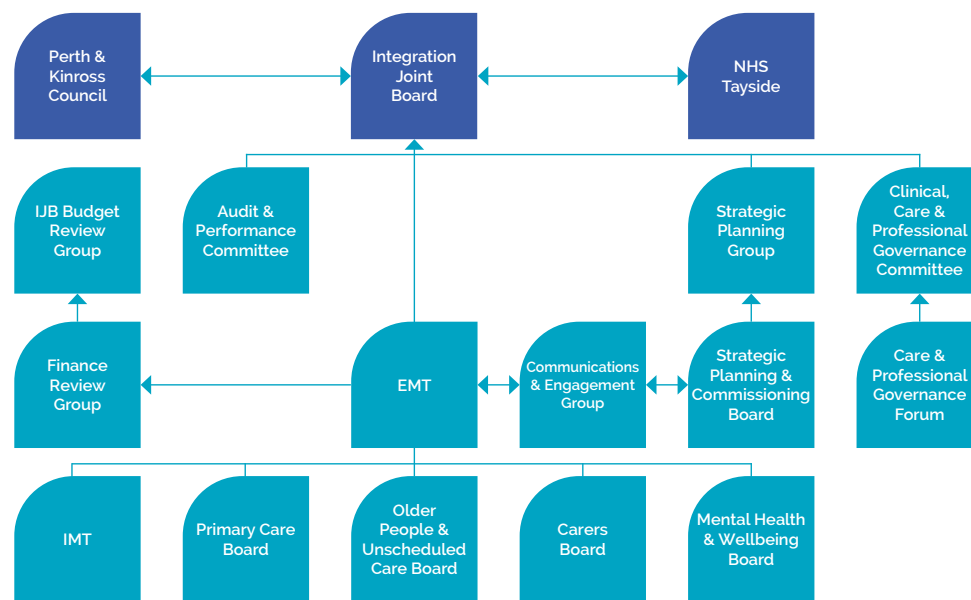 Perth &
Kinross
Council
Integration
Joint
Board
NHS
Tayside
IJB Budget
Review
Group
Audit &
Performance
Committee
Strategic
Planning
Group
Clinical,
Care &
Professional
Governance
Committee
Finance
Review
Group
EMT
Communications
& Engagement
Group
Strategic
Planning &
Commissioning
Board
Care &
Professional
Governance
Forum
IMT
Primary Care
Board
Older
People &
Unscheduled
Care Board
Carers
Board
Mental Health
& Wellbeing
Board